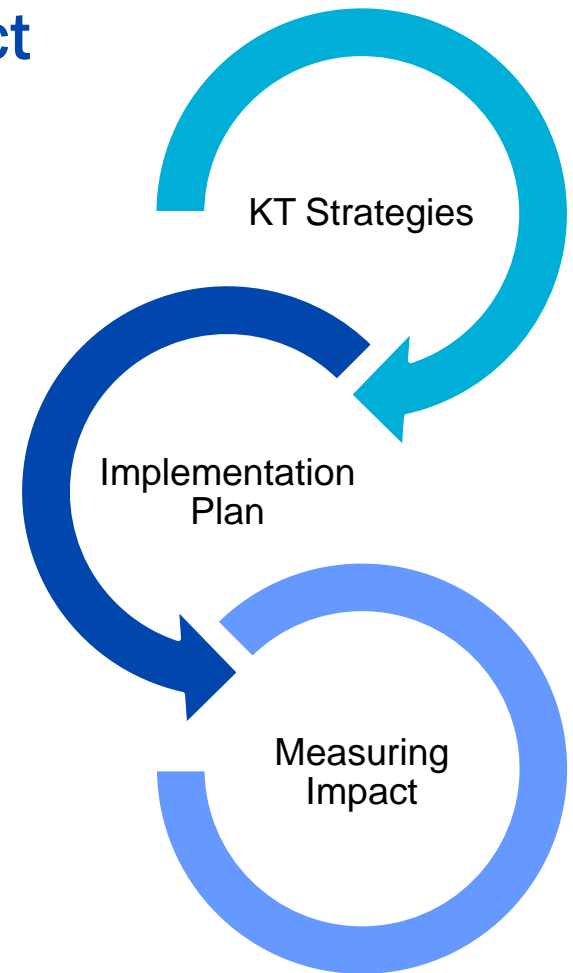 ct
KT Strategies
Implementation
Plan
Measuring
Impact